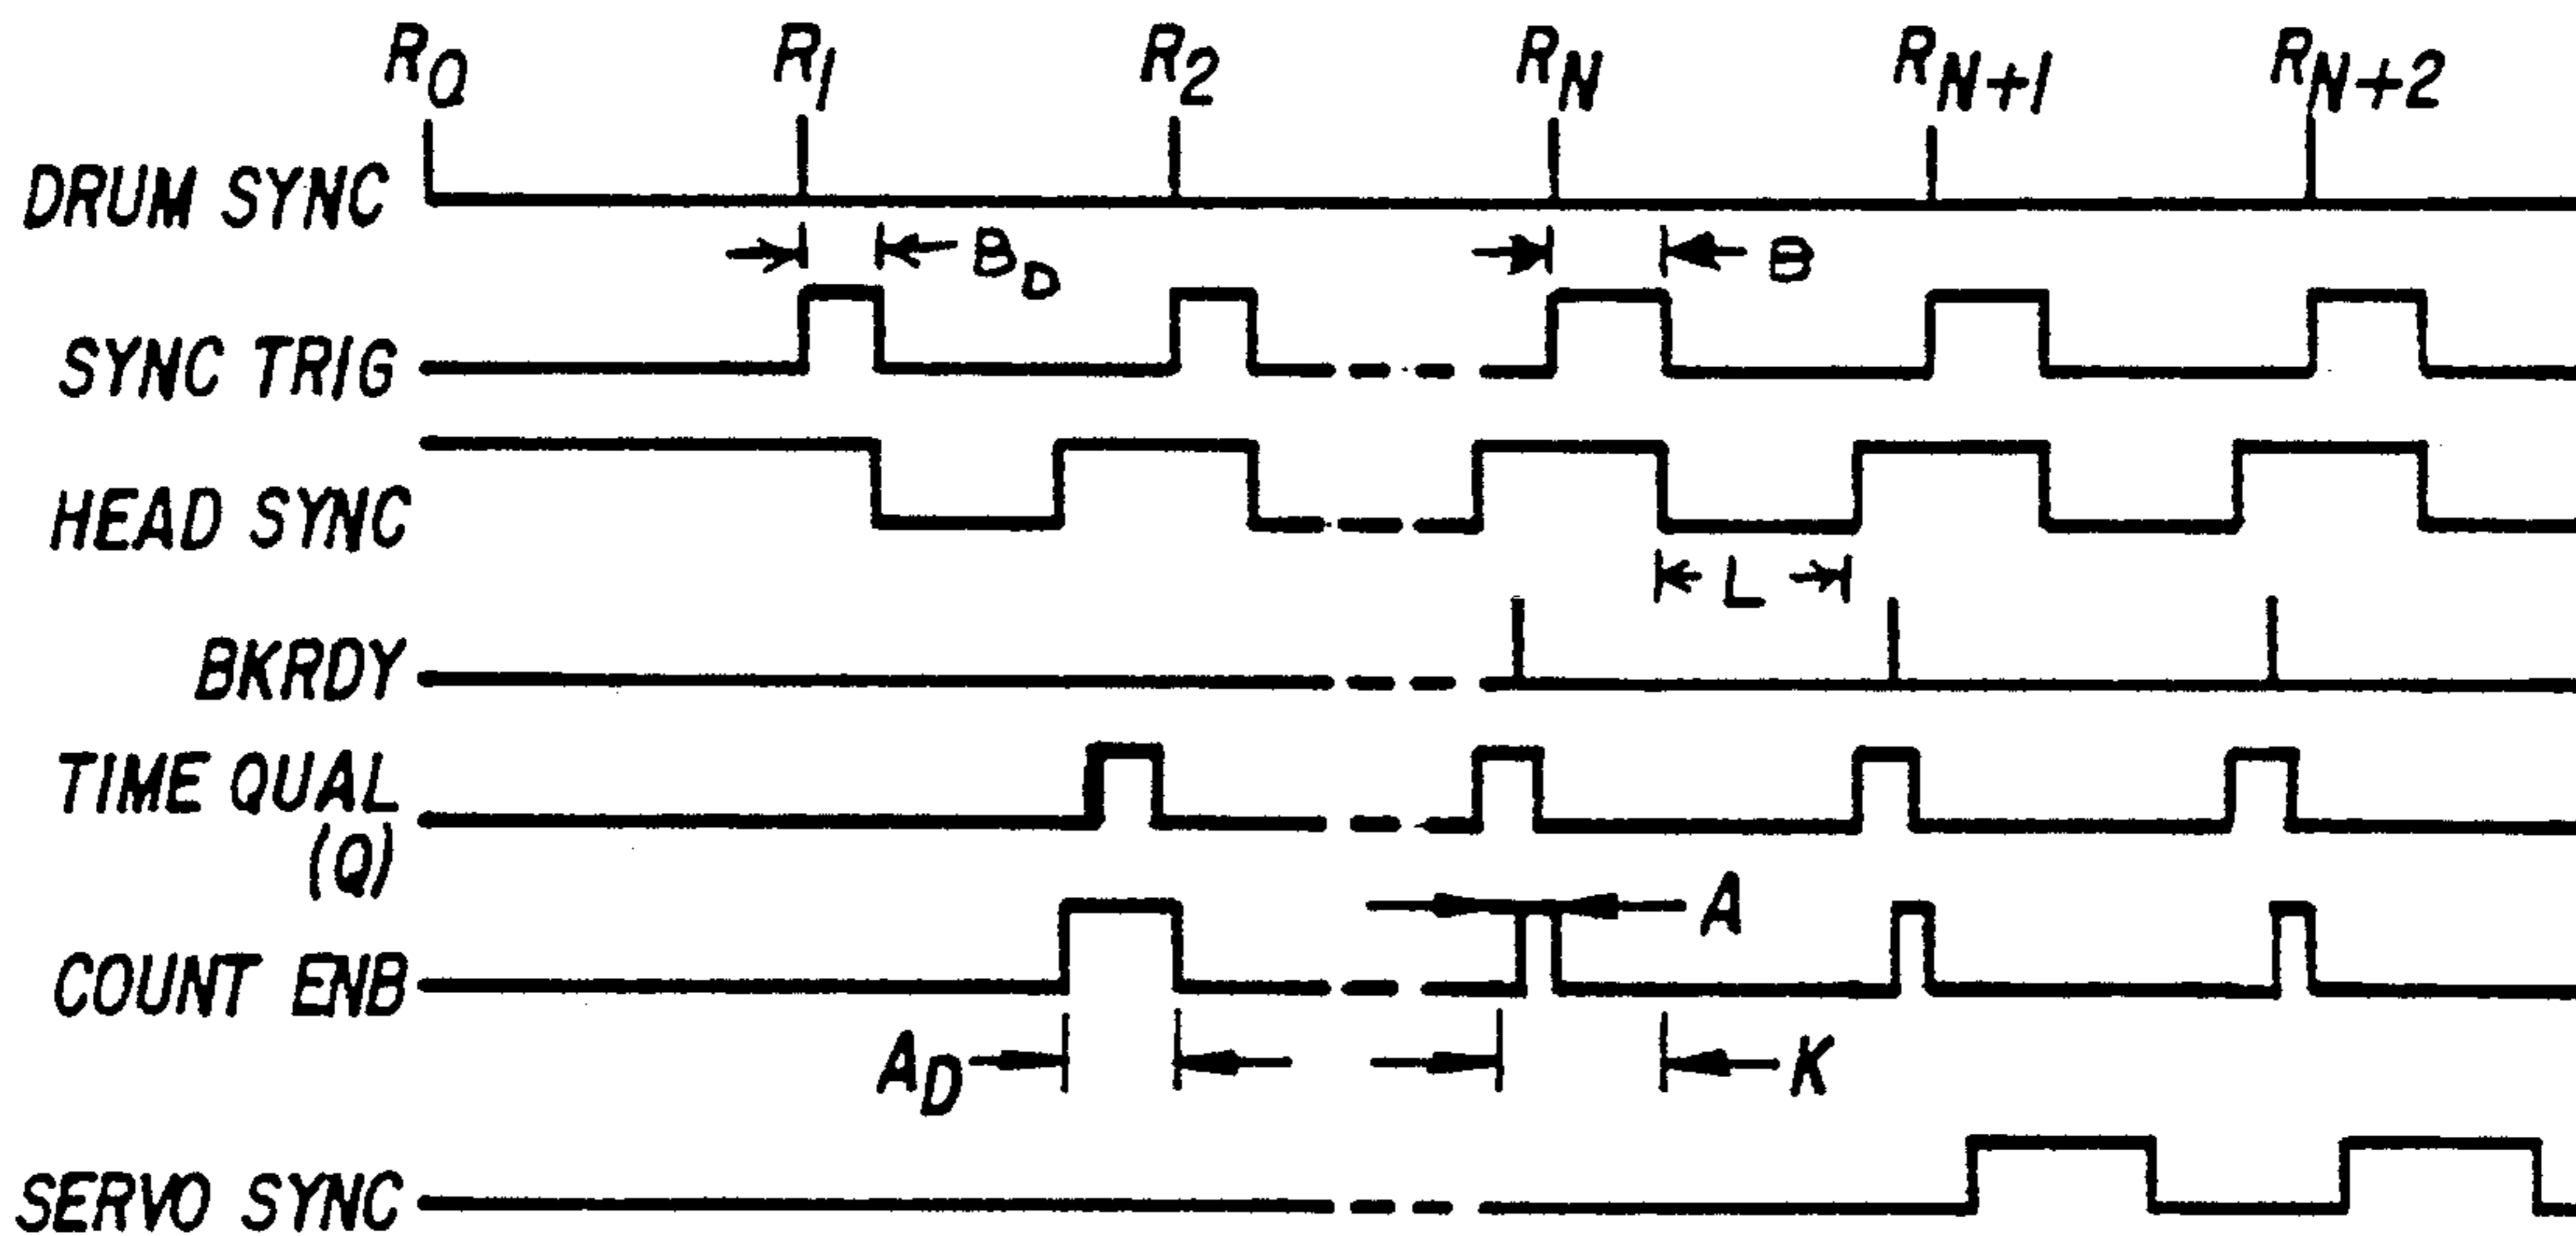 R0 R1 R2 RN RN+1 RN+2
DRUM SYNC
BD B
SYNC TRIG
HEAD SYNC
L
BKRDY
TIME QUAL
(Q)
A
COUNT ENB
AD K
SERVO SYNC